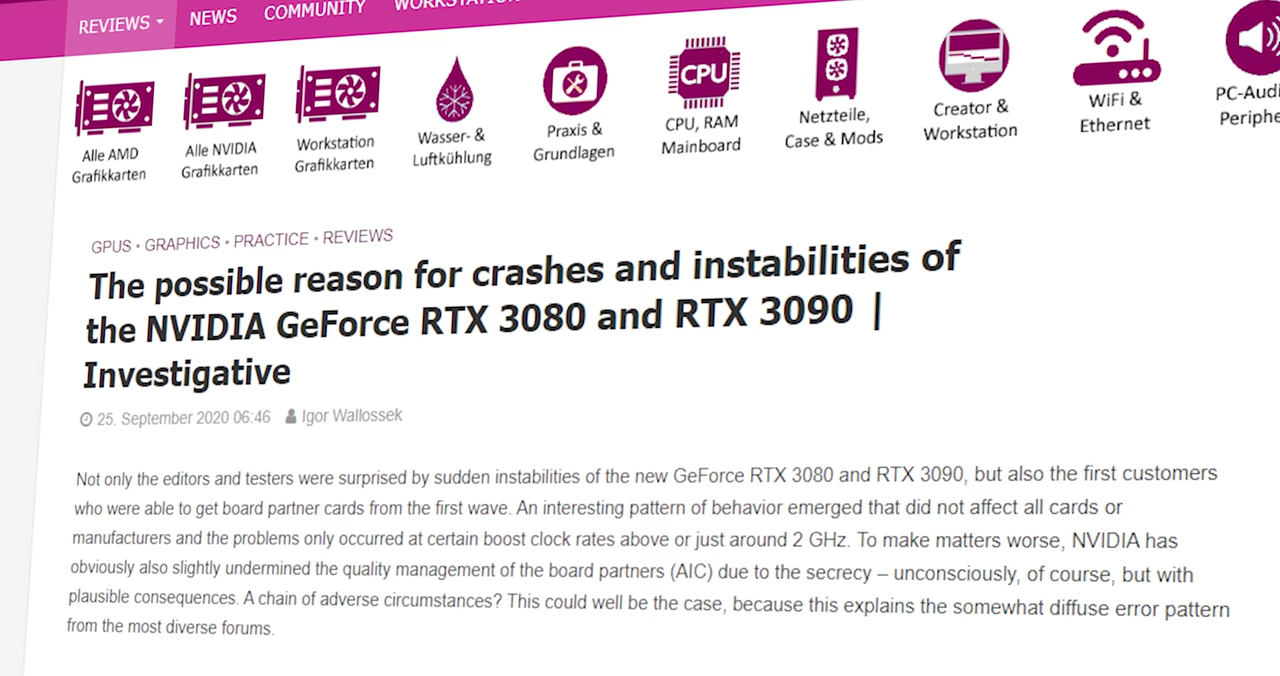 REVIEWS
NEWS
COMMUNITY
Alle AMD
Grafikkarten
Alle NVIDIA
Grafikkarten
Workstation
Grafikkarten
Wasser- &
Luftkühlung
Praxis &
Grundlagen
CPU
CPU, RAM
Mainboard
Netzteile,
Case & Mods
Creator &
Workstation
WiFi &
Ethernet
GPUS • GRAPHICS • PRACTICE • REVIEWS
The possible reason for crashes and instabilities of
the NVIDIA GeForce RTX 3080 and RTX 3090 |
Investigative
25. September 2020 06:46 Igor Wallossek
Not only the editors and testers were surprised by sudden instabilities of the new GeForce RTX 3080 and RTX 3090, but also the first customers
who were able to get board partner cards from the first wave. An interesting pattern of behavior emerged that did not affect all cards or
manufacturers and the problems only occurred at certain boost clock rates above or just around 2 GHz. To make matters worse, NVIDIA has
obviously also slightly undermined the quality management of the board partners (AIC) due to the secrecy – unconsciously, of course, but with
plausible consequences. A chain of adverse circumstances? This could well be the case, because this explains the somewhat diffuse error pattern
from the most diverse forums.